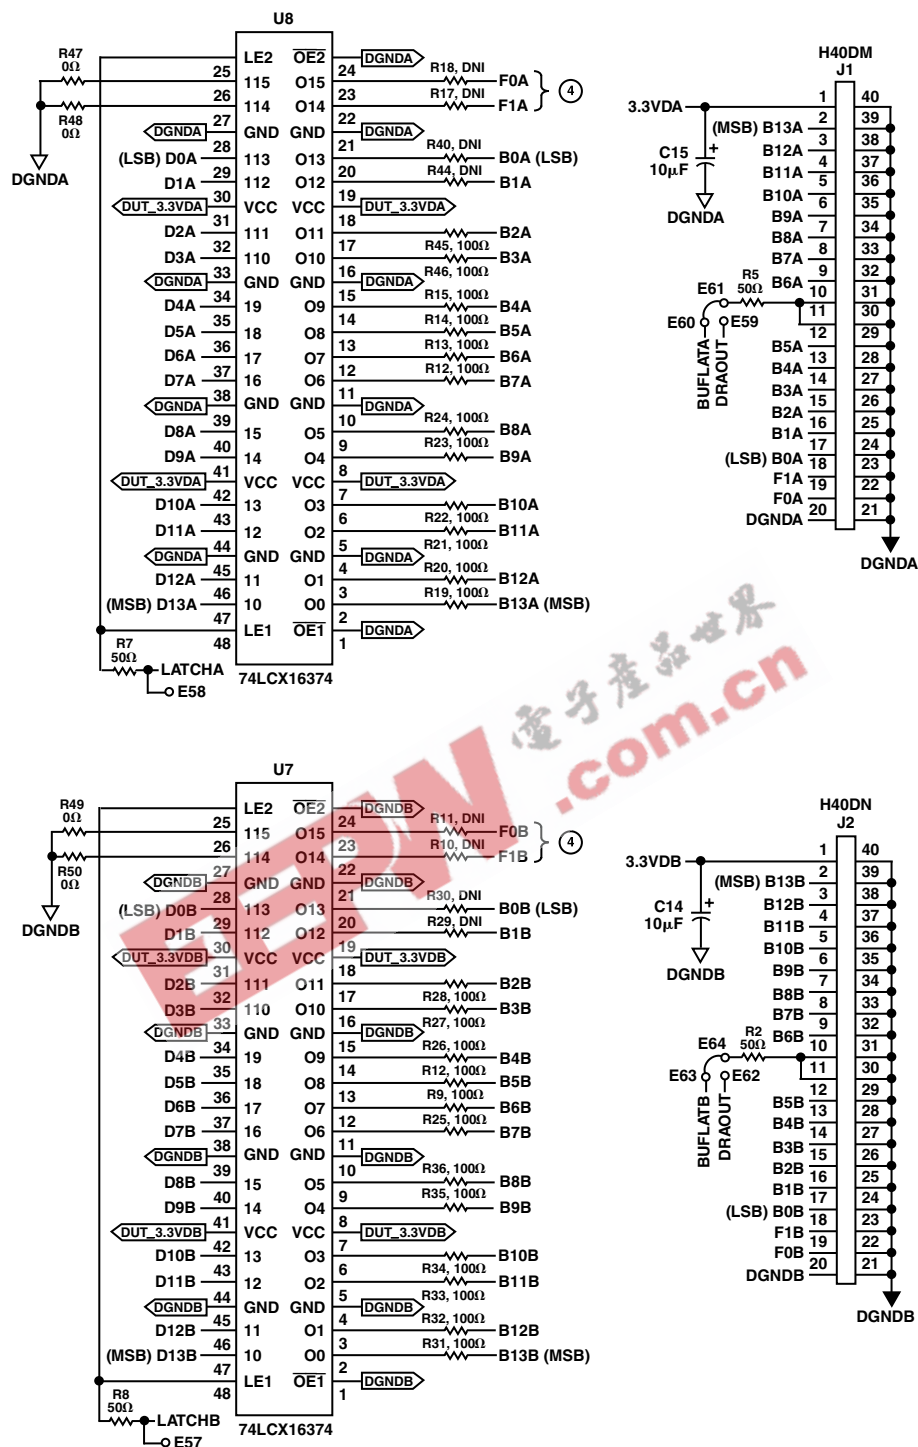 U8
LE2 OE2 DGNDA
R47 0Ω 25 115 O15 24 R18, DNI F0A
R48 0Ω 26 114 O14 23 R17, DNI F1A
4
DGNDA
DGNDA 27 GND GND 22 DGNDA
(LSB) D0A 28 113 O13 21 R40, DNI B0A (LSB)
D1A 29 112 O12 20 R44, DNI B1A
DUT_3.3VDA 30 VCC VCC 19 DUT_3.3VDA
D2A 31 111 O11 18 B2A
D3A 32 110 O10 17 R45, 100Ω B3A
DGNDA 33 GND GND 16 DGNDA R46, 100Ω
D4A 34 19 O9 15 R15, 100Ω B4A
D5A 35 18 O8 14 R14, 100Ω B5A
D6A 36 17 O7 13 R13, 100Ω B6A
D7A 37 16 O6 12 R12, 100Ω B7A
DGNDA 38 GND GND 11 DGNDA
D8A 39 15 O5 10 R24, 100Ω B8A
D9A 40 14 O4 9 R23, 100Ω B9A
DUT_3.3VDA 41 VCC VCC 8 DUT_3.3VDA
D10A 42 13 O3 7 B10A
D11A 43 12 O2 6 R22, 100Ω B11A
DGNDA 44 GND GND 5 DGNDA R21, 100Ω
D12A 45 11 O1 4 R20, 100Ω B12A
(MSB) D13A 46 10 O0 3 R19, 100Ω B13A (MSB)
47 LE1 OE1 2 DGNDA
48 1
R7 50Ω LATCHA
E58
74LCX16374
H40DM
J1
3.3VDA 1 40
(MSB) B13A 2 39
B12A 3 38
B11A 4 37
B10A 5 36
B9A 6 35
B8A 7 34
B7A 8 33
B6A 9 32
10 31
11 30
12 29
B5A
B4A 13 28
B3A 14 27
B2A 15 26
B1A 16 25
(LSB) B0A 17 24
F1A 18 23
F0A 19 22
DGNDA 20 21
DGNDA
C15 10μF
+
DGNDA
E61 R5 50Ω
E60 E59
BUFLATA
DRAOUT
電子產品世界
EEPW .com.cn
U7
LE2 OE2 DGNDB
R49 0Ω 25 115 O15 24 R11, DNI F0B
R50 0Ω 26 114 O14 23 R10, DNI F1B
4
DGNDB
DGNDB 27 GND GND 22 DGNDB
(LSB) D0B 28 113 O13 21 R30, DNI B0B (LSB)
D1B 29 112 O12 20 R29, DNI B1B
DUT_3.3VDB 30 VCC VCC 19 DUT_3.3VDB
D2B 31 111 O11 18 B2B
D3B 32 110 O10 17 R28, 100Ω B3B
DGNDB 33 GND GND 16 DGNDB R27, 100Ω
D4B 34 19 O9 15 R26, 100Ω B4B
D5B 35 18 O8 14 R12, 100Ω B5B
D6B 36 17 O7 13 R9, 100Ω B6B
D7B 37 16 O6 12 R25, 100Ω B7B
DGNDB 38 GND GND 11 DGNDB
D8B 39 15 O5 10 R36, 100Ω B8B
D9B 40 14 O4 9 R35, 100Ω B9B
DUT_3.3VDB 41 VCC VCC 8 DUT_3.3VDB
D10B 42 13 O3 7 B10B
D11B 43 12 O2 6 R34, 100Ω B11B
DGNDB 44 GND GND 5 DGNDB R33, 100Ω
D12B 45 11 O1 4 R32, 100Ω B12B
(MSB) D13B 46 10 O0 3 R31, 100Ω B13B (MSB)
47 LE1 OE1 2 DGNDB
48 1
R8 50Ω LATCHB
E57
74LCX16374
H40DN
J2
3.3VDB 1 40
(MSB) B13B 2 39
B12B 3 38
B11B 4 37
B10B 5 36
B9B 6 35
B8B 7 34
B7B 8 33
B6B 9 32
10 31
11 30
12 29
B5B
B4B 13 28
B3B 14 27
B2B 15 26
B1B 16 25
(LSB) B0B 17 24
F1B 18 23
F0B 19 22
DGNDB 20 21
DGNDB
C14 10μF
+
DGNDB
E64 R2 50Ω
E63 E62
BUFLATB
DRAOUT